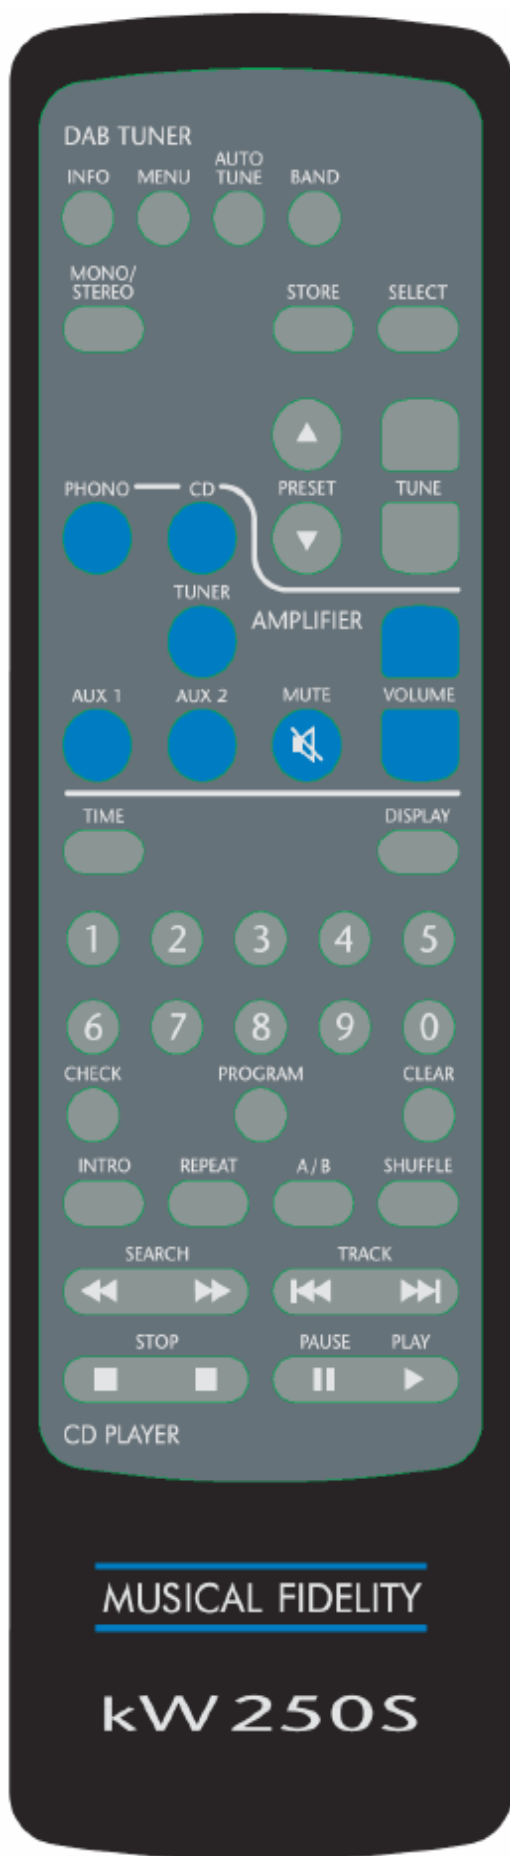 DAB TUNER
INFO MENU AUTO TUNE BAND
MONO/
STEREO STORE SELECT
PHONO CD PRESET TUNE
TUNER
AMPLIFIER
AUX 1 AUX 2 MUTE VOLUME
TIME DISPLAY
1 2 3 4 5
6 7 8 9 0
CHECK PROGRAM CLEAR
INTRO REPEAT A/B SHUFFLE
SEARCH TRACK
STOP PAUSE PLAY
CD PLAYER
MUSICAL FIDELITY
kW250S